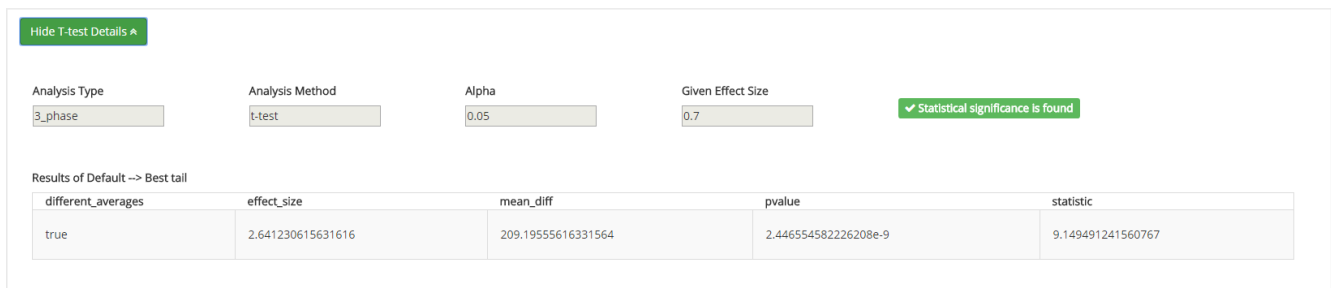 Hide T-test Details
Analysis Type Analysis Method Alpha Given Effect Size
3_phase t-test 0.05 0.7 Statistical significance is found
Results of Default --> Best tail
different_averages effect_size mean_diff pvalue statistic
true 2.641230615631616 209.19555616331564 2.446554582226208e-9 9.149491241560767